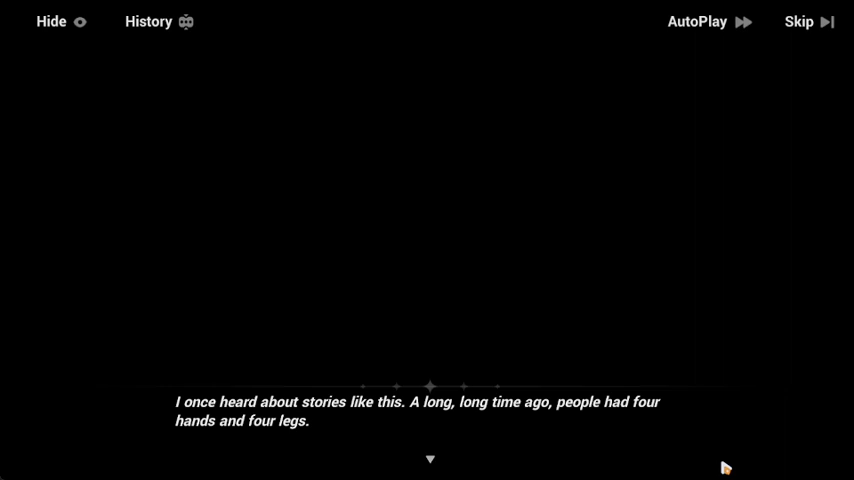 Hide
History
AutoPlay
Skip
I once heard about stories like this. A long, long time ago, people had four
hands and four legs.